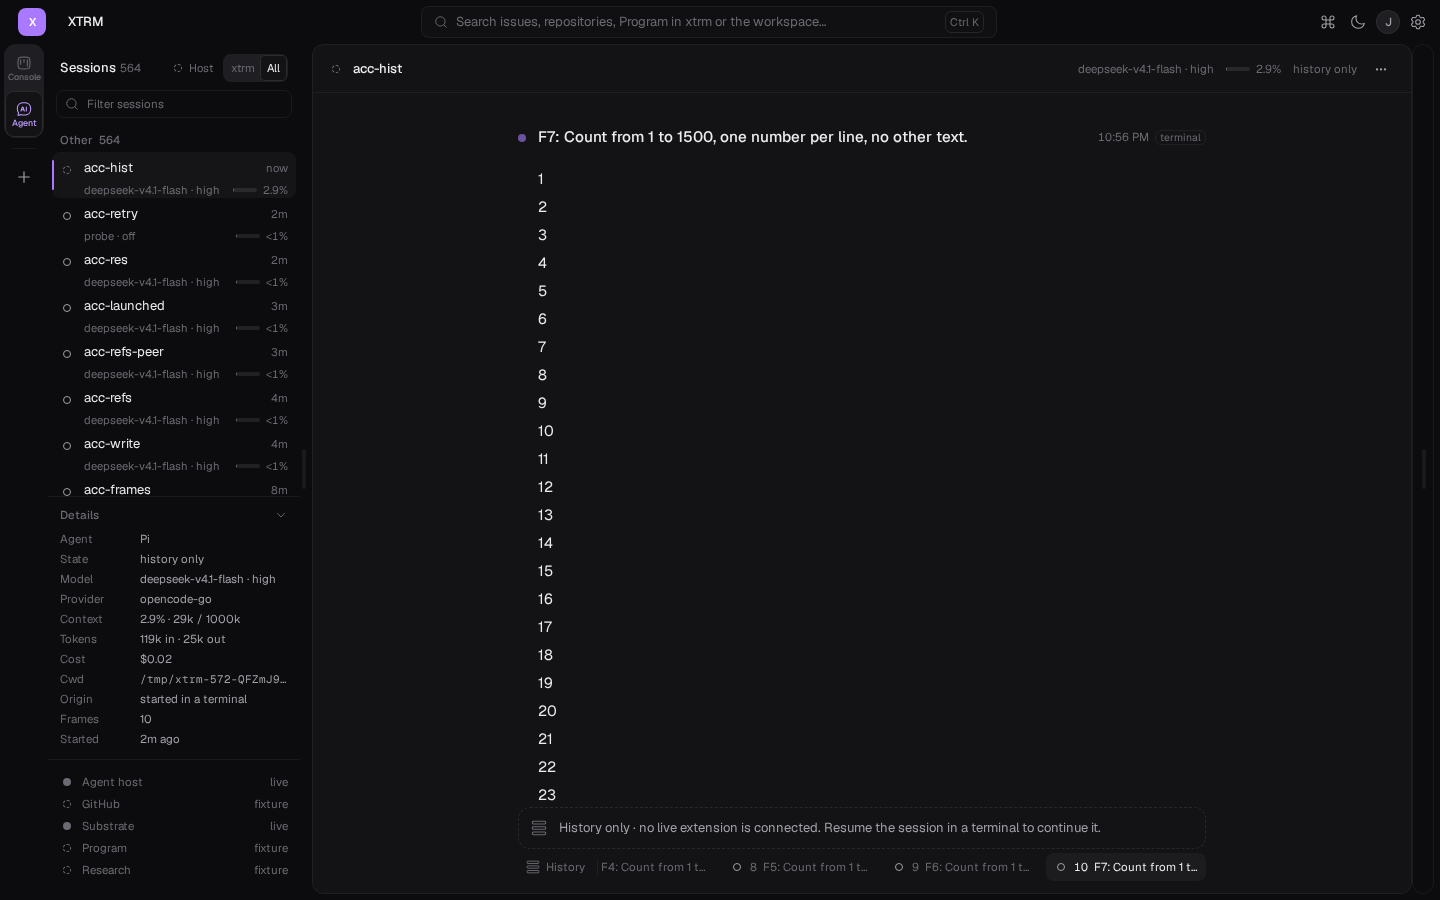 X
XTRM
Search issues, repositories, Program in xtrm or the workspace...
Ctrl K
J
Console
Agent
Sessions 564
Host
xtrm
All
Filter sessions
Other 564
acc-hist
now
deepseek-v4.1-flash · high
2.9%
acc-retry
2m
probe · off
<1%
acc-res
2m
deepseek-v4.1-flash · high
<1%
acc-launched
3m
deepseek-v4.1-flash · high
<1%
acc-refs-peer
3m
deepseek-v4.1-flash · high
<1%
acc-refs
4m
deepseek-v4.1-flash · high
<1%
acc-write
4m
deepseek-v4.1-flash · high
<1%
acc-frames
8m
Details
Agent Pi
State history only
Model deepseek-v4.1-flash · high
Provider opencode-go
Context 2.9% · 29k / 1000k
Tokens 119k in · 25k out
Cost $0.02
Cwd /tmp/xtrm-572-QFZmJ9…
Origin started in a terminal
Frames 10
Started 2m ago
Agent host live
GitHub fixture
Substrate live
Program fixture
Research fixture
acc-hist
deepseek-v4.1-flash · high
2.9%
history only
F7: Count from 1 to 1500, one number per line, no other text.
10:56 PM
terminal
1
2
3
4
5
6
7
8
9
10
11
12
13
14
15
16
17
18
19
20
21
22
23
History only · no live extension is connected. Resume the session in a terminal to continue it.
History
F4: Count from 1 t…
8 F5: Count from 1 t…
9 F6: Count from 1 t…
10 F7: Count from 1 t…